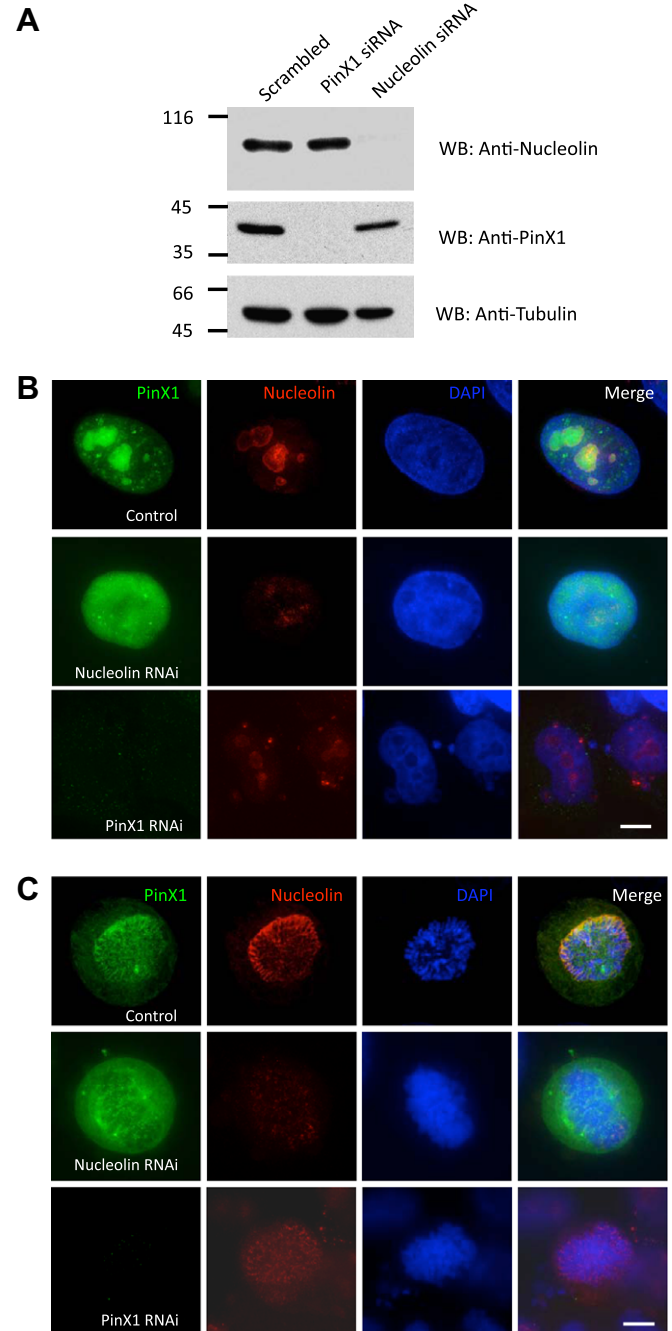 A
Scrambled
PinX1 siRNA
Nucleolin siRNA
116
WB: Anti-Nucleolin
45
35
WB: Anti-PinX1
66
45
WB: Anti-Tubulin
B
PinX1 Nucleolin DAPI Merge
Control
Nucleolin RNAi
PinX1 RNAi
C
PinX1 Nucleolin DAPI Merge
Control
Nucleolin RNAi
PinX1 RNAi